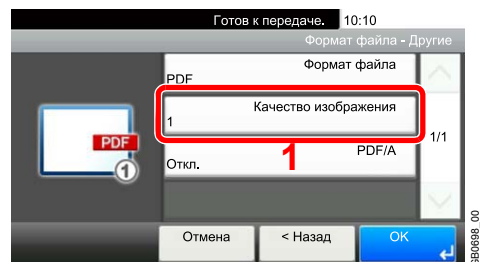 Готов к передаче. 10:10
Формат файла - Другие
Формат файла
PDF
Качество изображения
1
1/1
PDF/A
Откл.
1
PDF
1
Отмена < Назад OK
GB0698_00